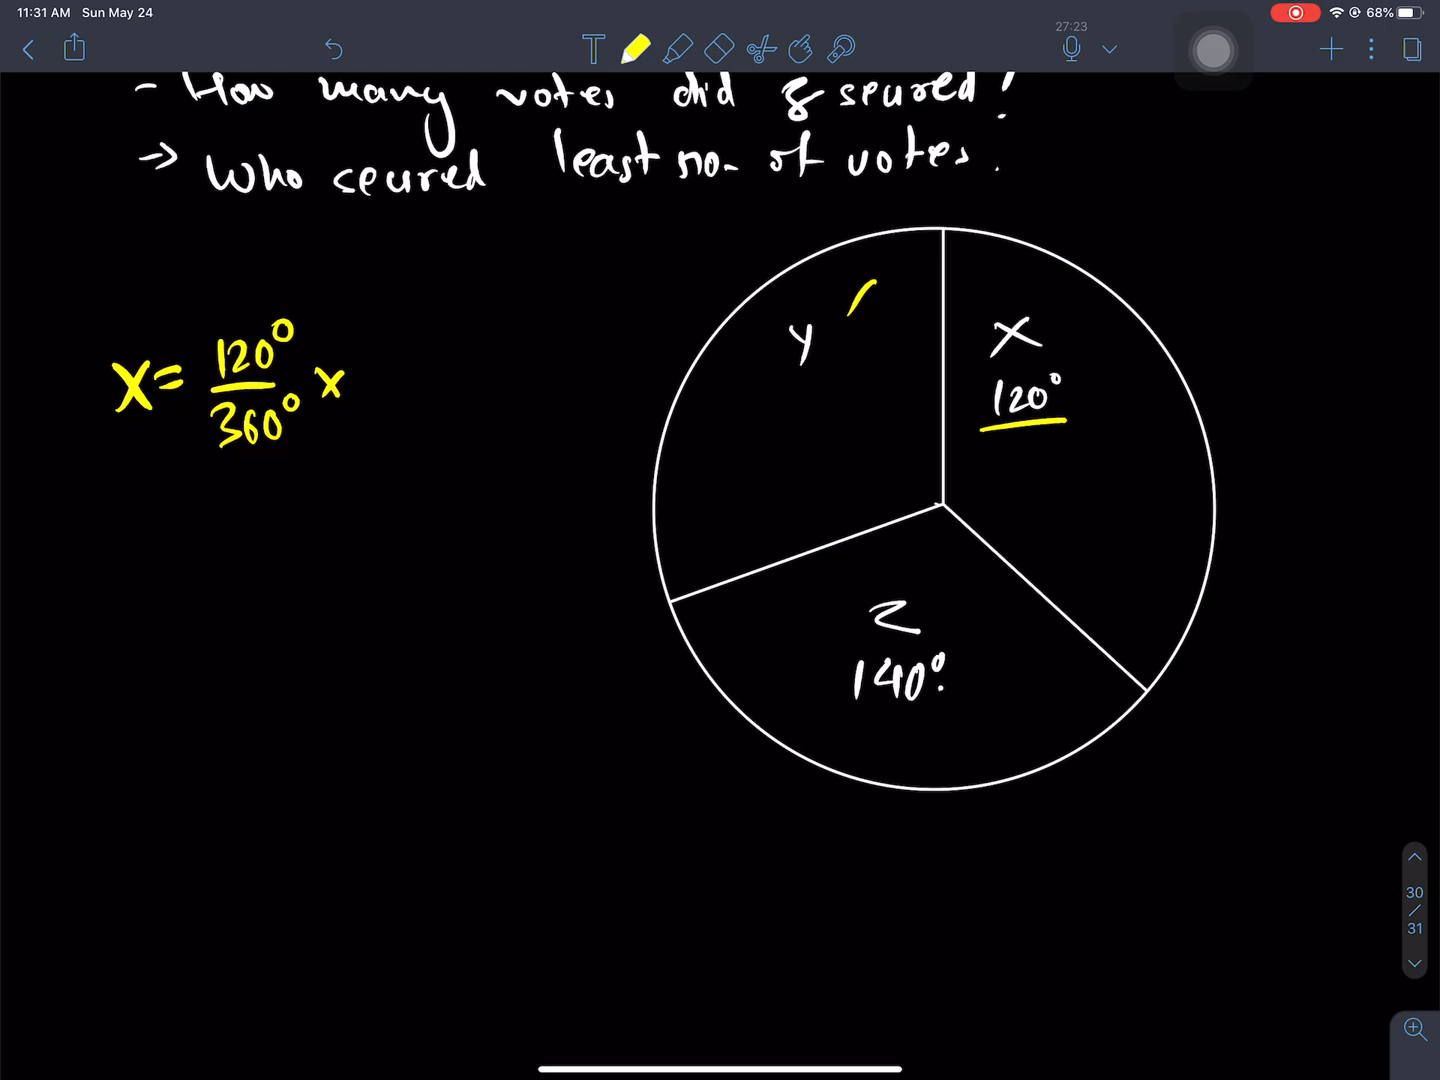 11:31 AM Sun May 24
68%
27:23
- How many votes did z secured?
→ Who secured least no. of votes.
X= 120°/360° x
y
X
120°
Z
140°.
30
/
31